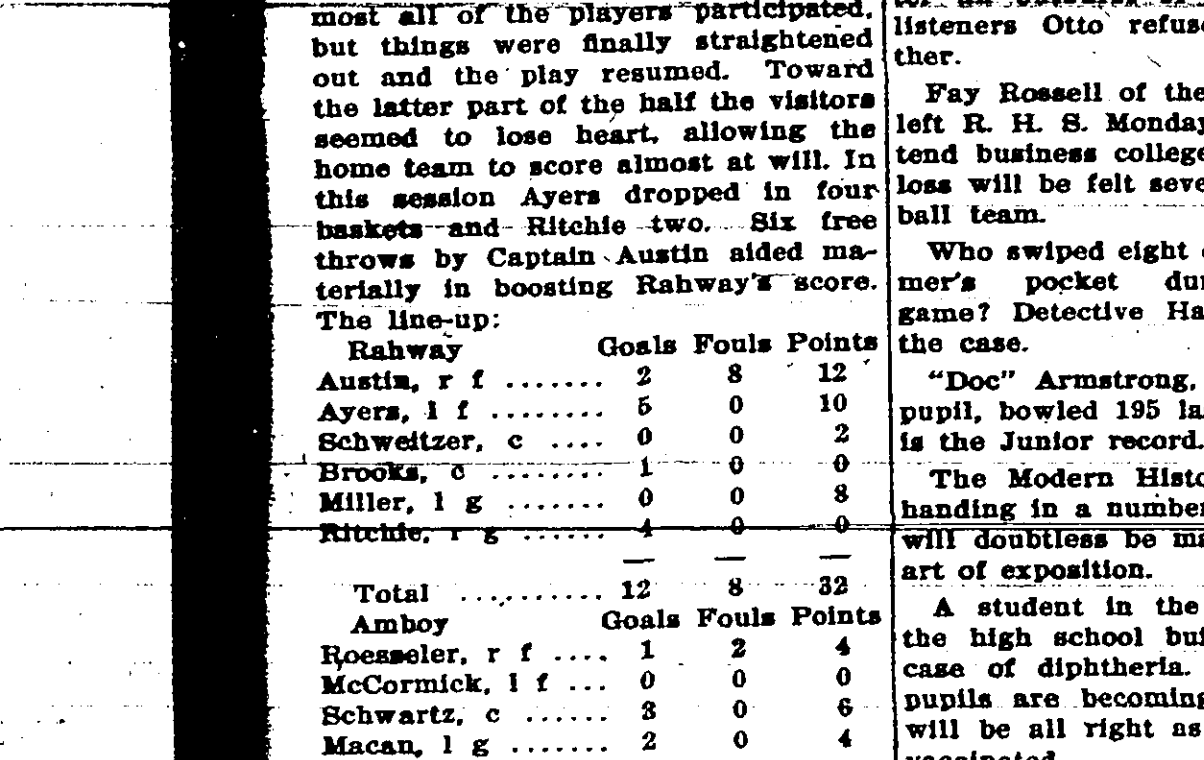 most all of the players participated,
but things were finally straightened
out and the play resumed. Toward
the latter part of the half the visitors
seemed to lose heart, allowing the
home team to score almost at will. In
this session Ayers dropped in four
baskets and Ritchie two. Six free
throws by Captain Austin aided ma-
terially in boosting Rahway's score.
The line-up:
Rahway Goals Fouls Points
Austin, r f ....... 2 8 12
Ayers, l f ........ 5 0 10
Schweitzer, c .... 0 0 2
Brooks, c ........ 1 0 0
Miller, l g ....... 0 0 8
Ritchie, r g ...... 4 0 0
— — —
Total .......... 12 8 32
Amboy Goals Fouls Points
Roesseler, r f .... 1 2 4
McCormick, l f ... 0 0 0
Schwartz, c ...... 3 0 6
Macan, l g ....... 2 0 4
listeners Otto refuse
ther.
Fay Rossell of the
left R. H. S. Monday
tend business college
loss will be felt seve
ball team.
Who swiped eight
mer's pocket du
game? Detective Ha
the case.
"Doc" Armstrong,
pupil, bowled 195 la
is the Junior record.
The Modern Histo
handing in a number
will doubtless be ma
art of exposition.
A student in the
the high school bu
case of diphtheria.
pupils are becoming
will be all right as